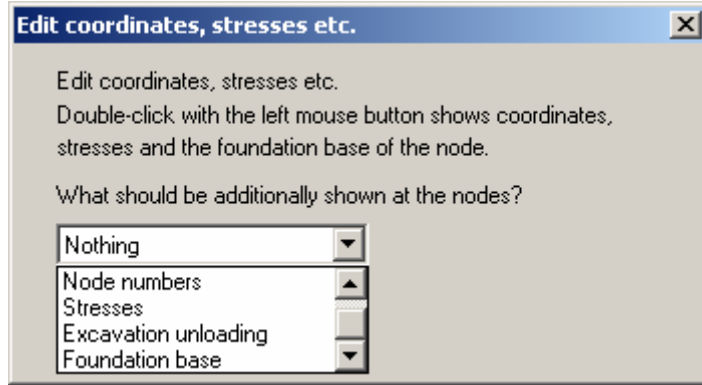 Edit coordinates, stresses etc.
Edit coordinates, stresses etc.
Double-click with the left mouse button shows coordinates,
stresses and the foundation base of the node.
What should be additionally shown at the nodes?
Nothing
Node numbers
Stresses
Excavation unloading
Foundation base